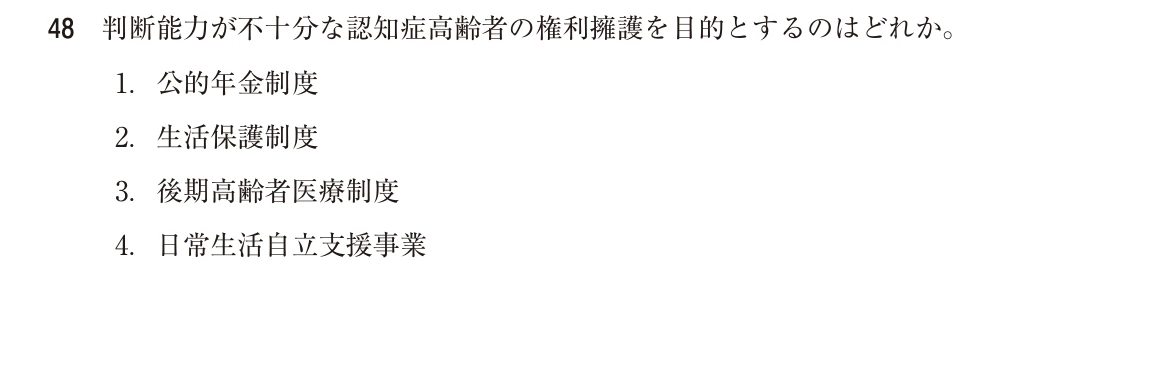 48 判断能力が不十分な認知症高齢者の権利擁護を目的とするのはどれか。
1. 公的年金制度
2. 生活保護制度
3. 後期高齢者医療制度
4. 日常生活自立支援事業